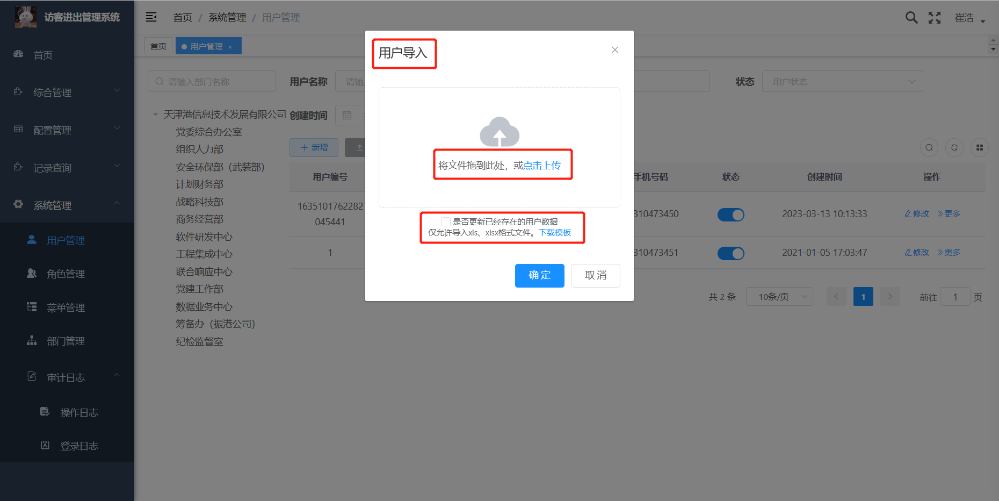 访客进出管理系统
首页 / 系统管理 / 用户管理
崔浩
首页
用户管理 ×
首页
综合管理
配置管理
记录查询
系统管理
用户管理
角色管理
菜单管理
部门管理
审计日志
操作日志
登录日志
请输入部门名称
天津港信息技术发展有限公司
党委综合办公室
组织人力部
安全环保部（武装部）
计划财务部
战略科技部
商务经营部
软件研发中心
工程集成中心
联合响应中心
党建工作部
数据业务中心
筹备办（振港公司）
纪检监督室
用户名称
请输
状态
用户状态
创建时间
新增
用户编号
手机号码
状态
创建时间
操作
1635101762282
045441
310473450
2023-03-13 10:13:33
修改
更多
1
310473451
2021-01-05 17:03:47
修改
更多
共 2 条
10条/页
1
前往 1 页
用户导入
将文件拖到此处，或点击上传
是否更新已经存在的用户数据
仅允许导入xls、xlsx格式文件。下载模板
确 定
取 消